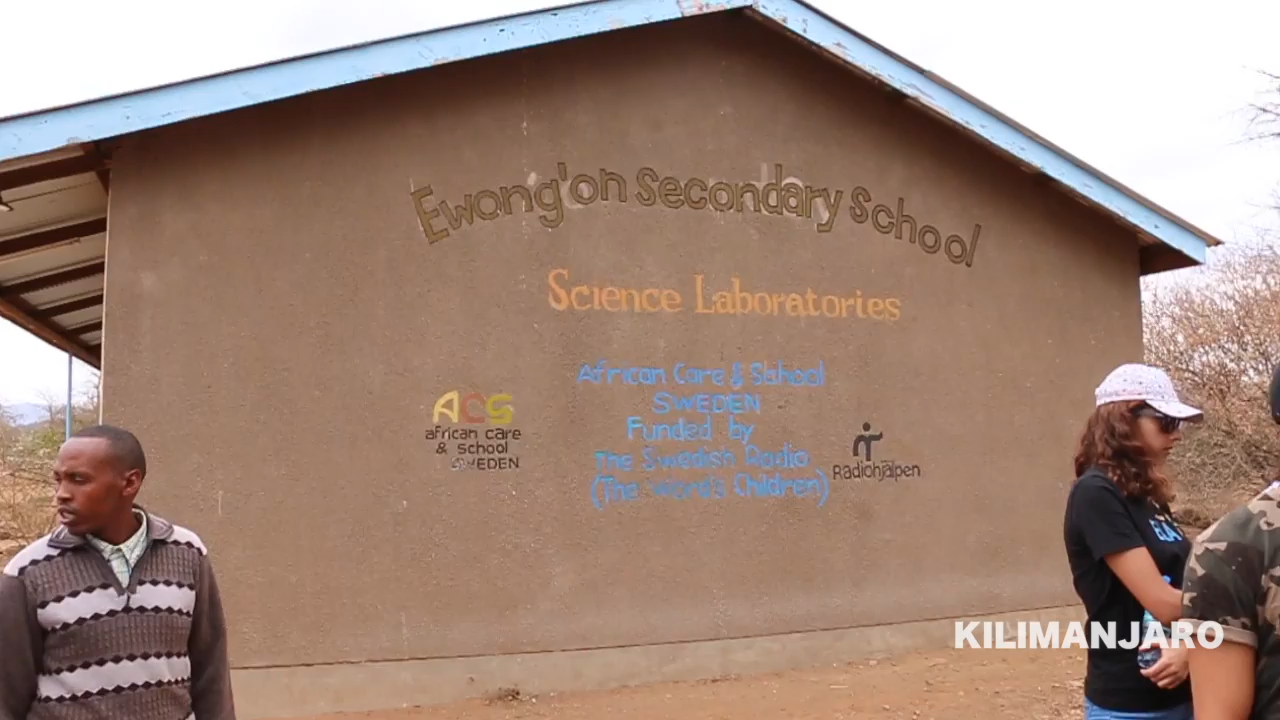 Ewong'on Secondary School
Science Laboratories
African Care & School
SWEDEN
Funded by
The Swedish Radio
(The World's Children)
ACS
african care
& school
SWEDEN
Radiohjälpen
KILIMANJARO